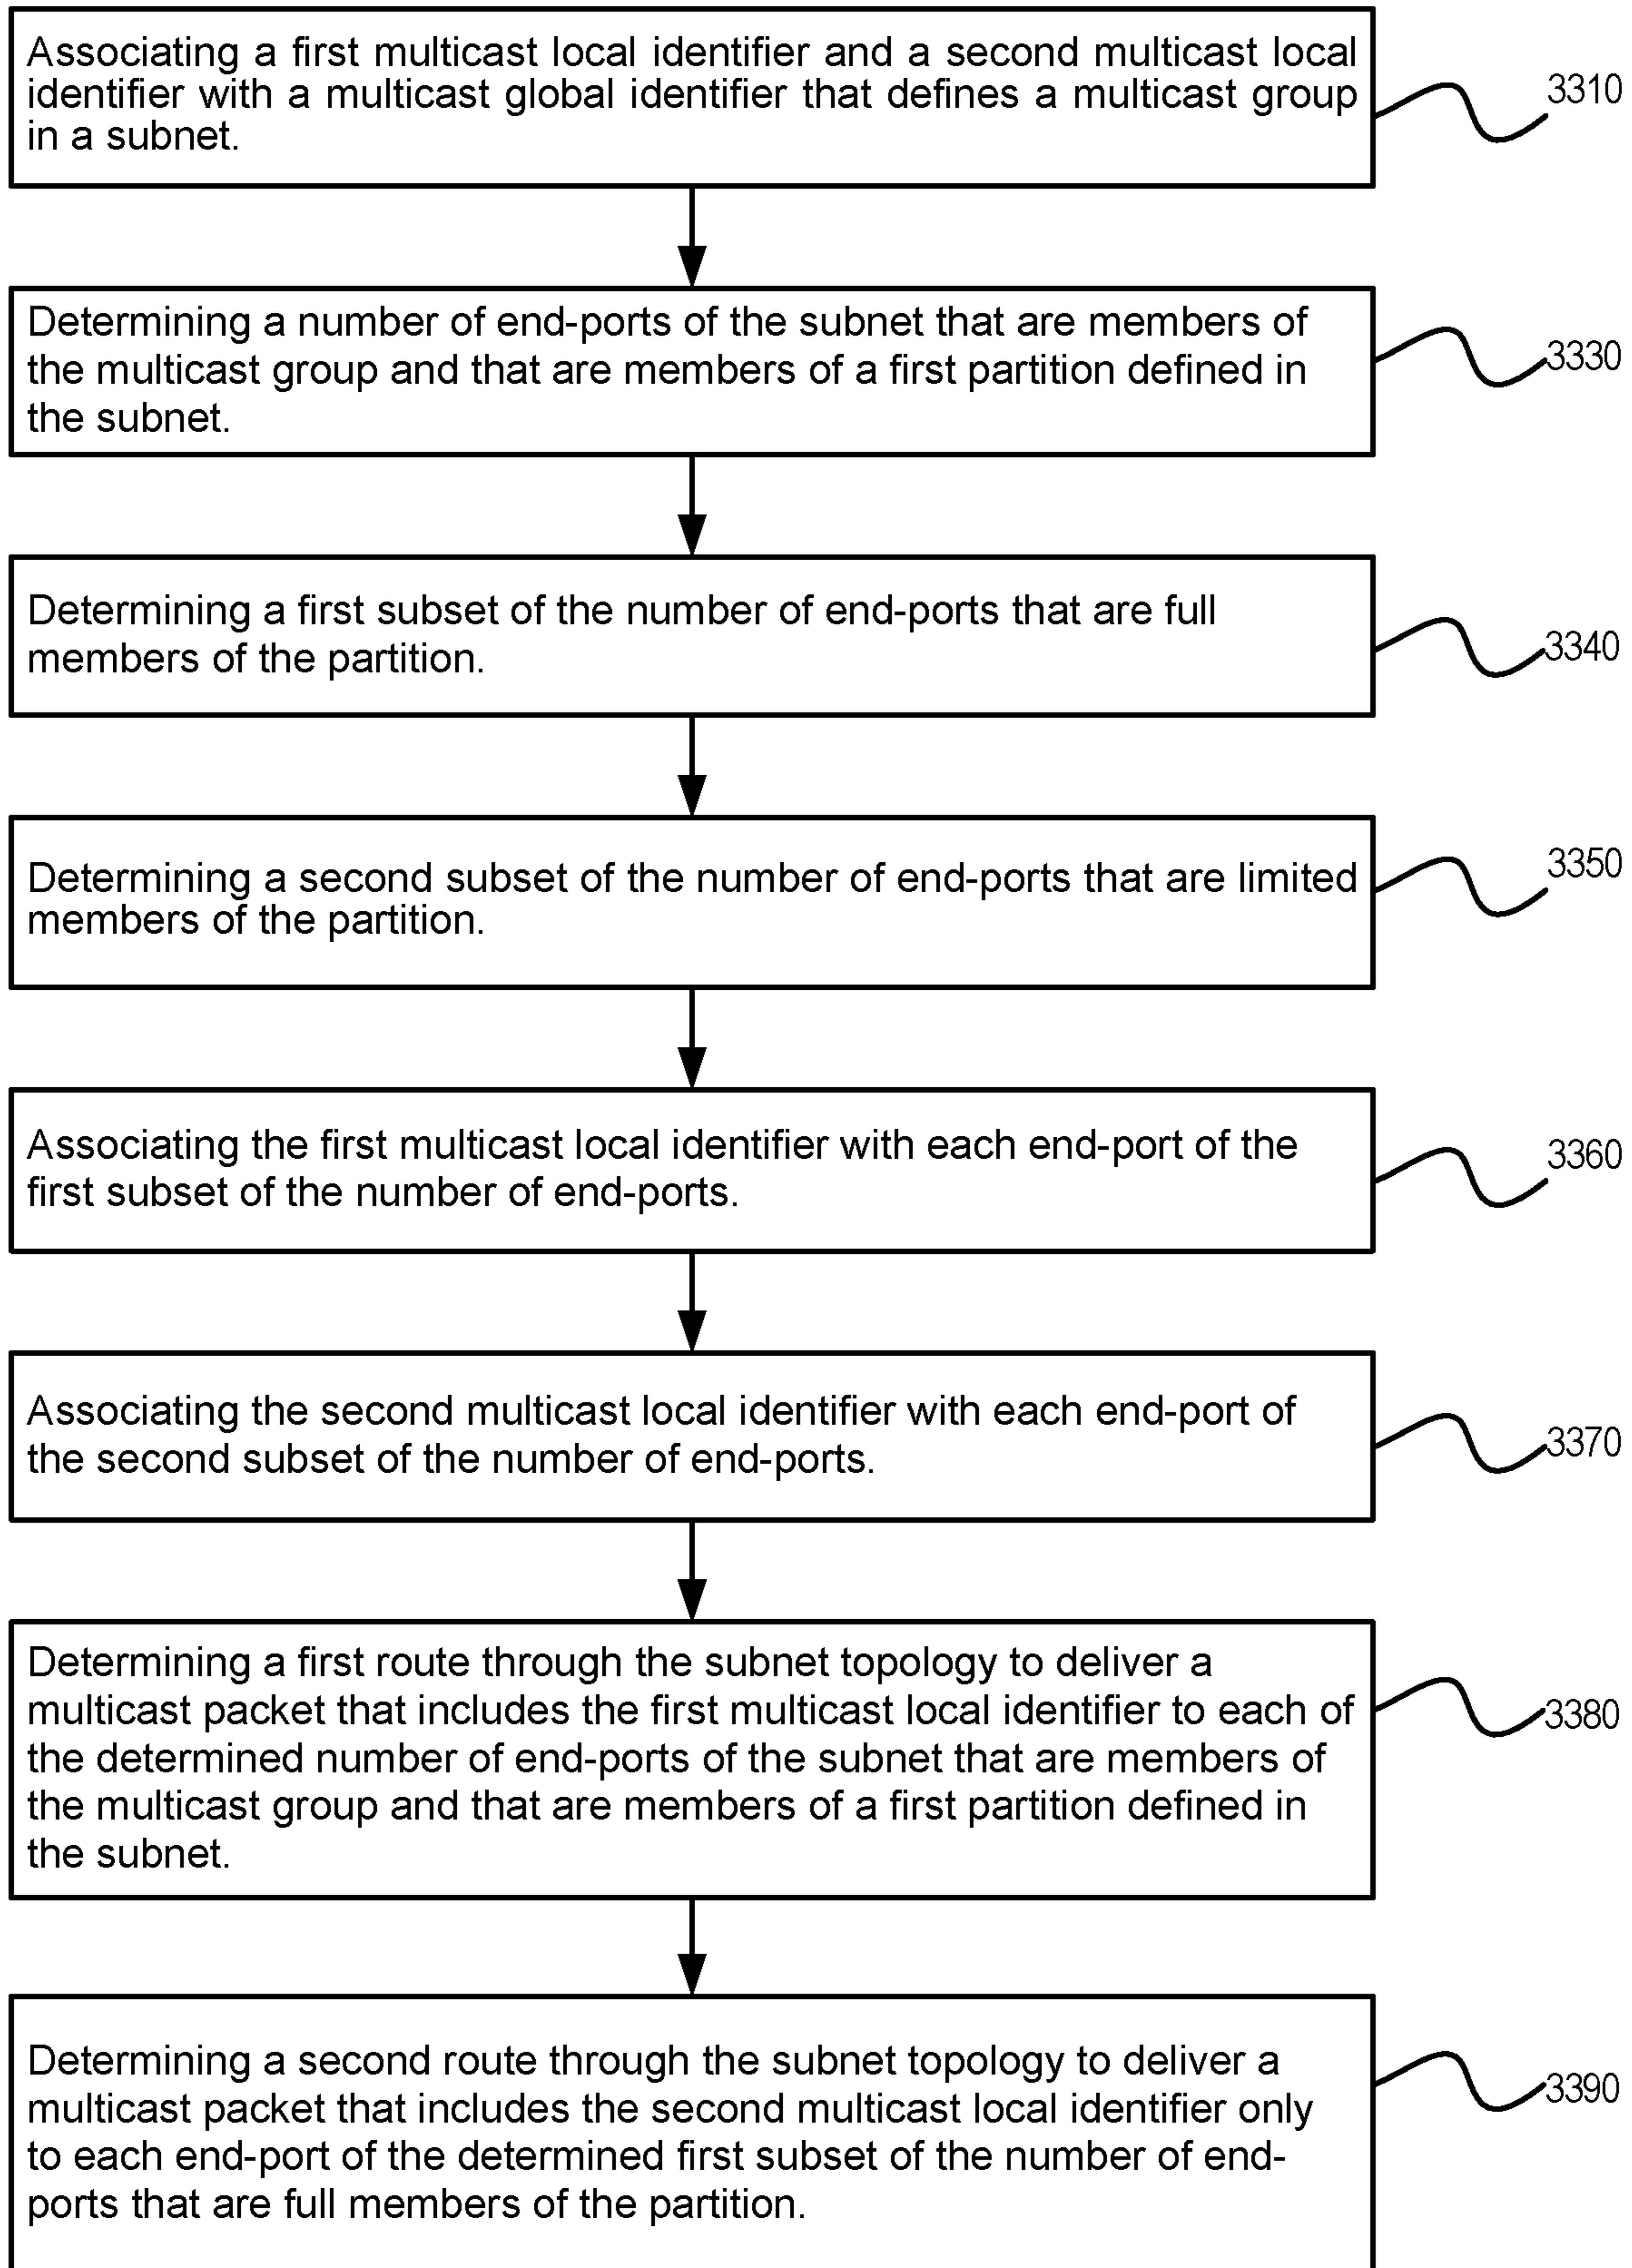 Associating a first multicast local identifier and a second multicast local
identifier with a multicast global identifier that defines a multicast group
in a subnet.
3310
Determining a number of end-ports of the subnet that are members of
the multicast group and that are members of a first partition defined in
the subnet.
3330
Determining a first subset of the number of end-ports that are full
members of the partition.
3340
Determining a second subset of the number of end-ports that are limited
members of the partition.
3350
Associating the first multicast local identifier with each end-port of the
first subset of the number of end-ports.
3360
Associating the second multicast local identifier with each end-port of
the second subset of the number of end-ports.
3370
Determining a first route through the subnet topology to deliver a
multicast packet that includes the first multicast local identifier to each of
the determined number of end-ports of the subnet that are members of
the multicast group and that are members of a first partition defined in
the subnet.
3380
Determining a second route through the subnet topology to deliver a
multicast packet that includes the second multicast local identifier only
to each end-port of the determined first subset of the number of end-
ports that are full members of the partition.
3390